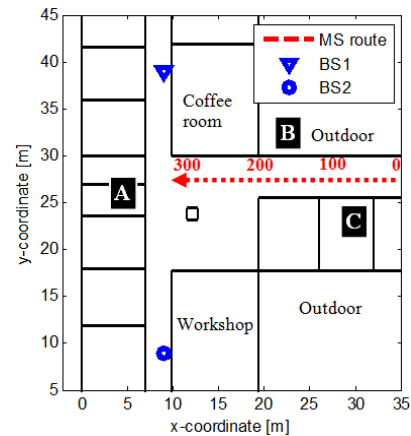 45
40
35
30
25
20
15
10
5
y-coordinate [m]
MS route
BS1
BS2
Coffee
room
B
Outdoor
300
200
100
0
A
C
Workshop
Outdoor
0
5
10
15
20
25
30
35
x-coordinate [m]